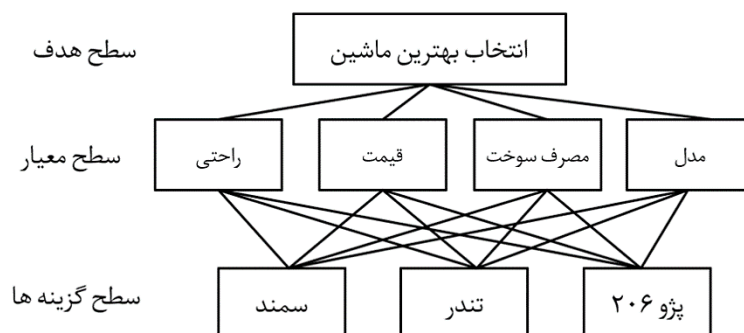 سطح هدف
انتخاب بهترین ماشین
سطح معیار
راحتی
قیمت
مصرف سوخت
مدل
سطح گزینه ها
سمند
تندر
پژو ۲۰۶